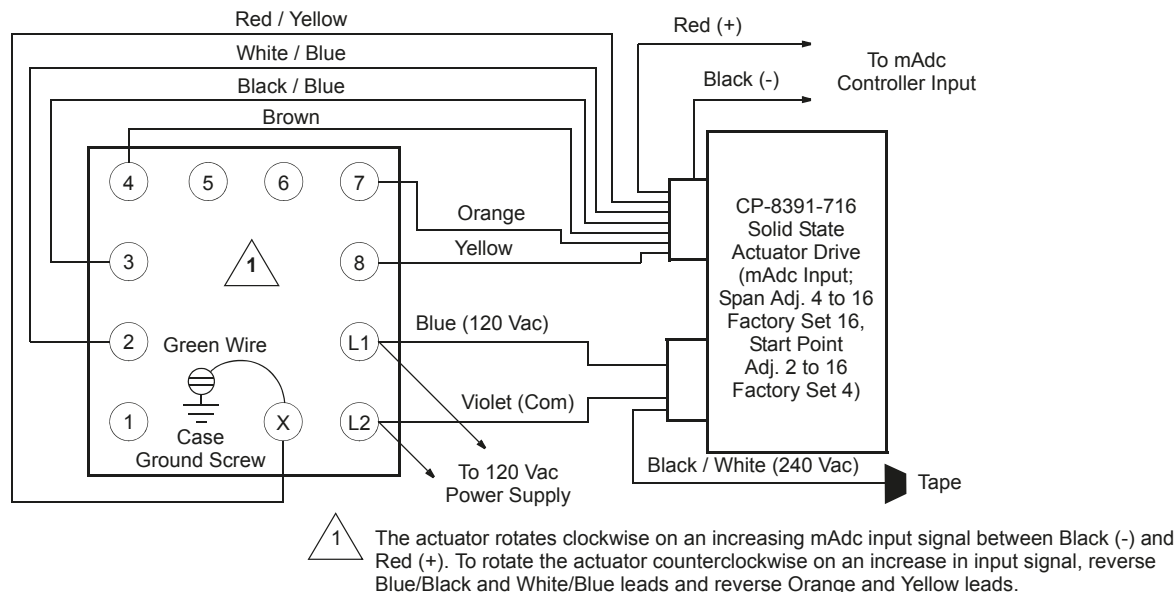 Red / Yellow
White / Blue
Black / Blue
Brown
Red (+)
Black (-)
To mAdc
Controller Input
4
5
6
7
3
1
8
Orange
Yellow
CP-8391-716
Solid State
Actuator Drive
(mAdc Input;
Span Adj. 4 to 16
Factory Set 16,
Start Point
Adj. 2 to 16
Factory Set 4)
2
Green Wire
L1
Blue (120 Vac)
1
Case
Ground Screw
X
L2
Violet (Com)
To 120 Vac
Power Supply
Black / White (240 Vac)
Tape
1
The actuator rotates clockwise on an increasing mAdc input signal between Black (-) and
Red (+). To rotate the actuator counterclockwise on an increase in input signal, reverse
Blue/Black and White/Blue leads and reverse Orange and Yellow leads.